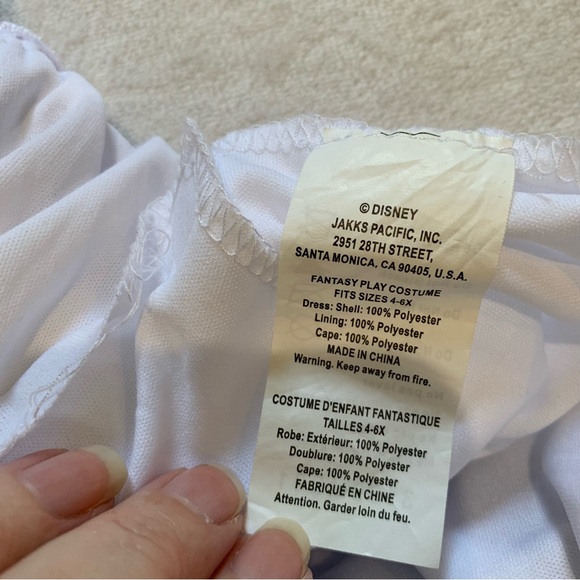 © DISNEY
JAKKS PACIFIC, INC.
2951 28TH STREET,
SANTA MONICA, CA 90405, U.S.A.
FANTASY PLAY COSTUME
FITS SIZES 4-6X
Dress: Shell: 100% Polyester
Lining: 100% Polyester
Cape: 100% Polyester
MADE IN CHINA
Warning. Keep away from fire.
COSTUME D'ENFANT FANTASTIQUE
TAILLES 4-6X
Robe: Extérieur: 100% Polyester
Doublure: 100% Polyester
Cape: 100% Polyester
FABRIQUÉ EN CHINE
Attention. Garder loin du feu.